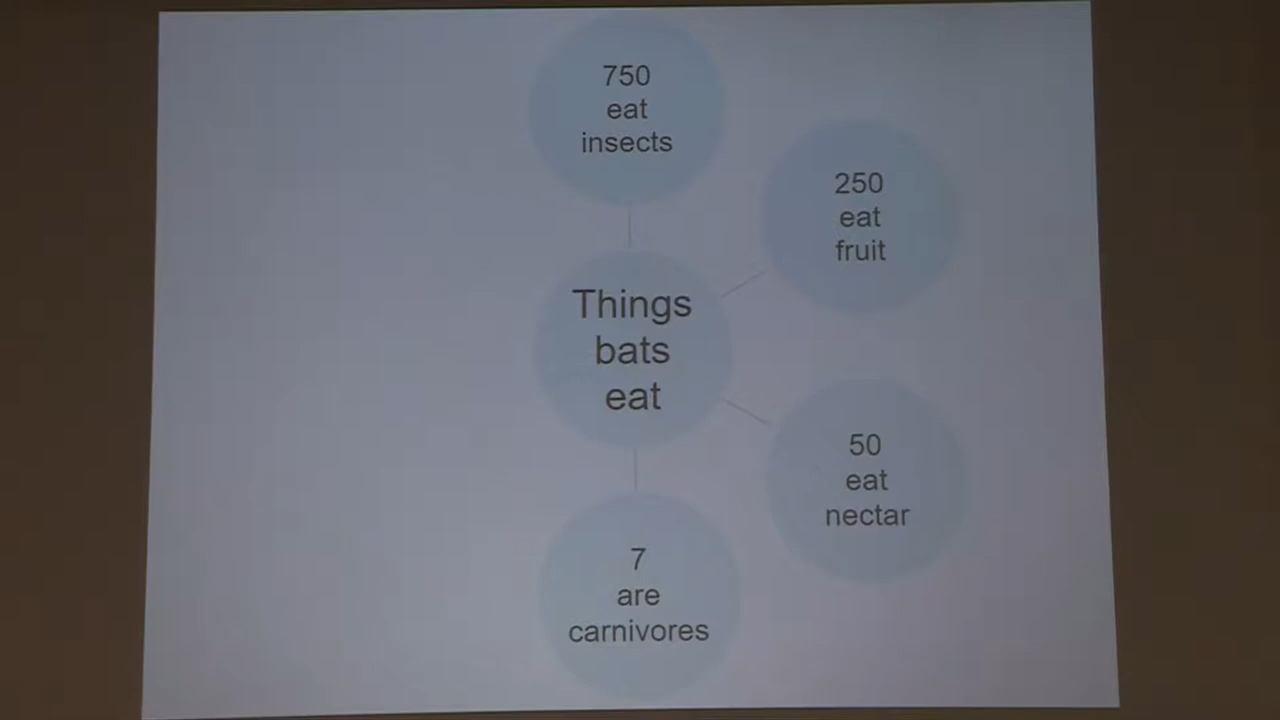 750
eat
insects
250
eat
fruit
Things
bats
eat
50
eat
nectar
7
are
carnivores